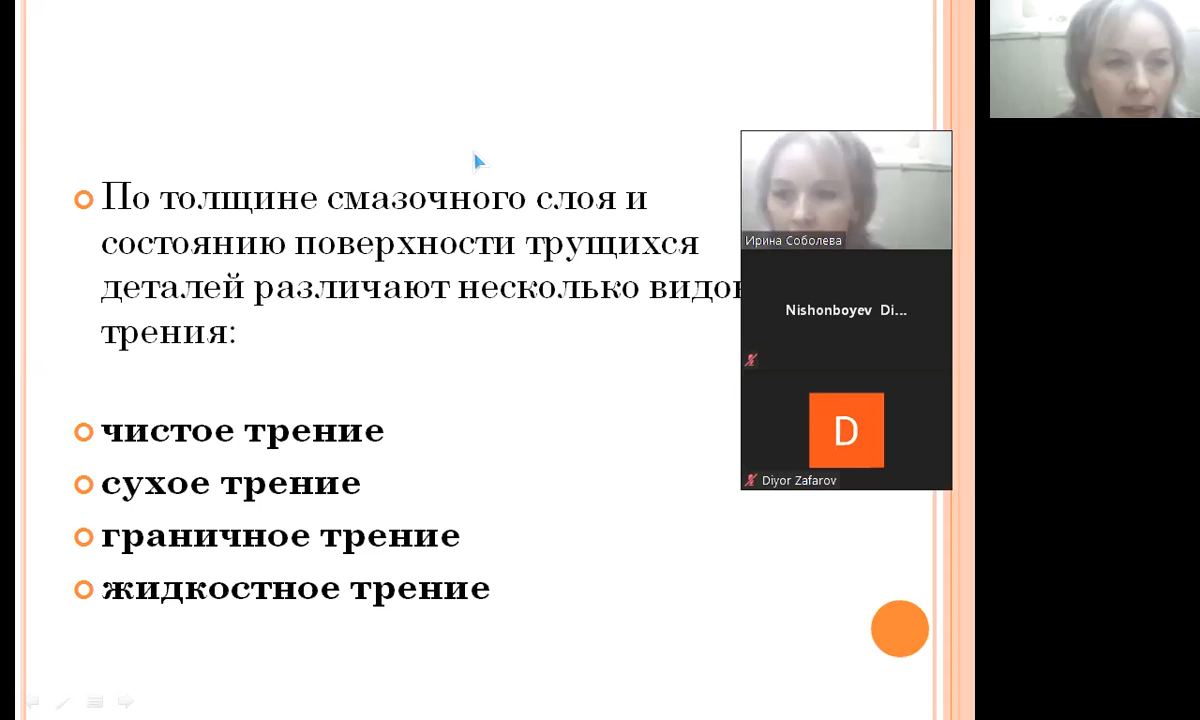 По толщине смазочного слоя и
состоянию поверхности трущихся
деталей различают несколько
трения:
чистое трение
сухое трение
граничное трение
жидкостное трение
Ирина Соболева
Nishonboyev Di...
D
Diyor Zafarov